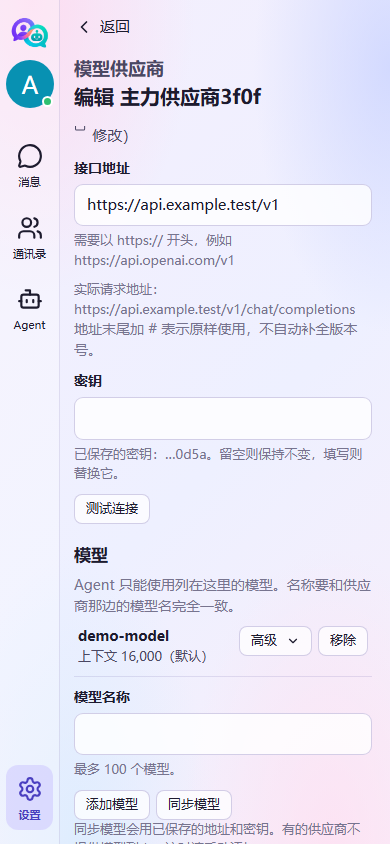 返回
A
模型供应商
编辑 主力供应商3f0f
修改）
消息
接口地址
https://api.example.test/v1
通讯录
需要以 https:// 开头，例如
https://api.openai.com/v1
实际请求地址：
https://api.example.test/v1/chat/completions
Agent
地址末尾加 # 表示原样使用，不自动补全版本
号。
密钥
已保存的密钥：…0d5a。留空则保持不变，填写则
替换它。
测试连接
模型
Agent 只能使用列在这里的模型。名称要和供应
商那边的模型名完全一致。
demo-model
上下文 16,000（默认）
高级
移除
模型名称
最多 100 个模型。
添加模型
同步模型
设置
同步模型会用已保存的地址和密钥。有的供应商不